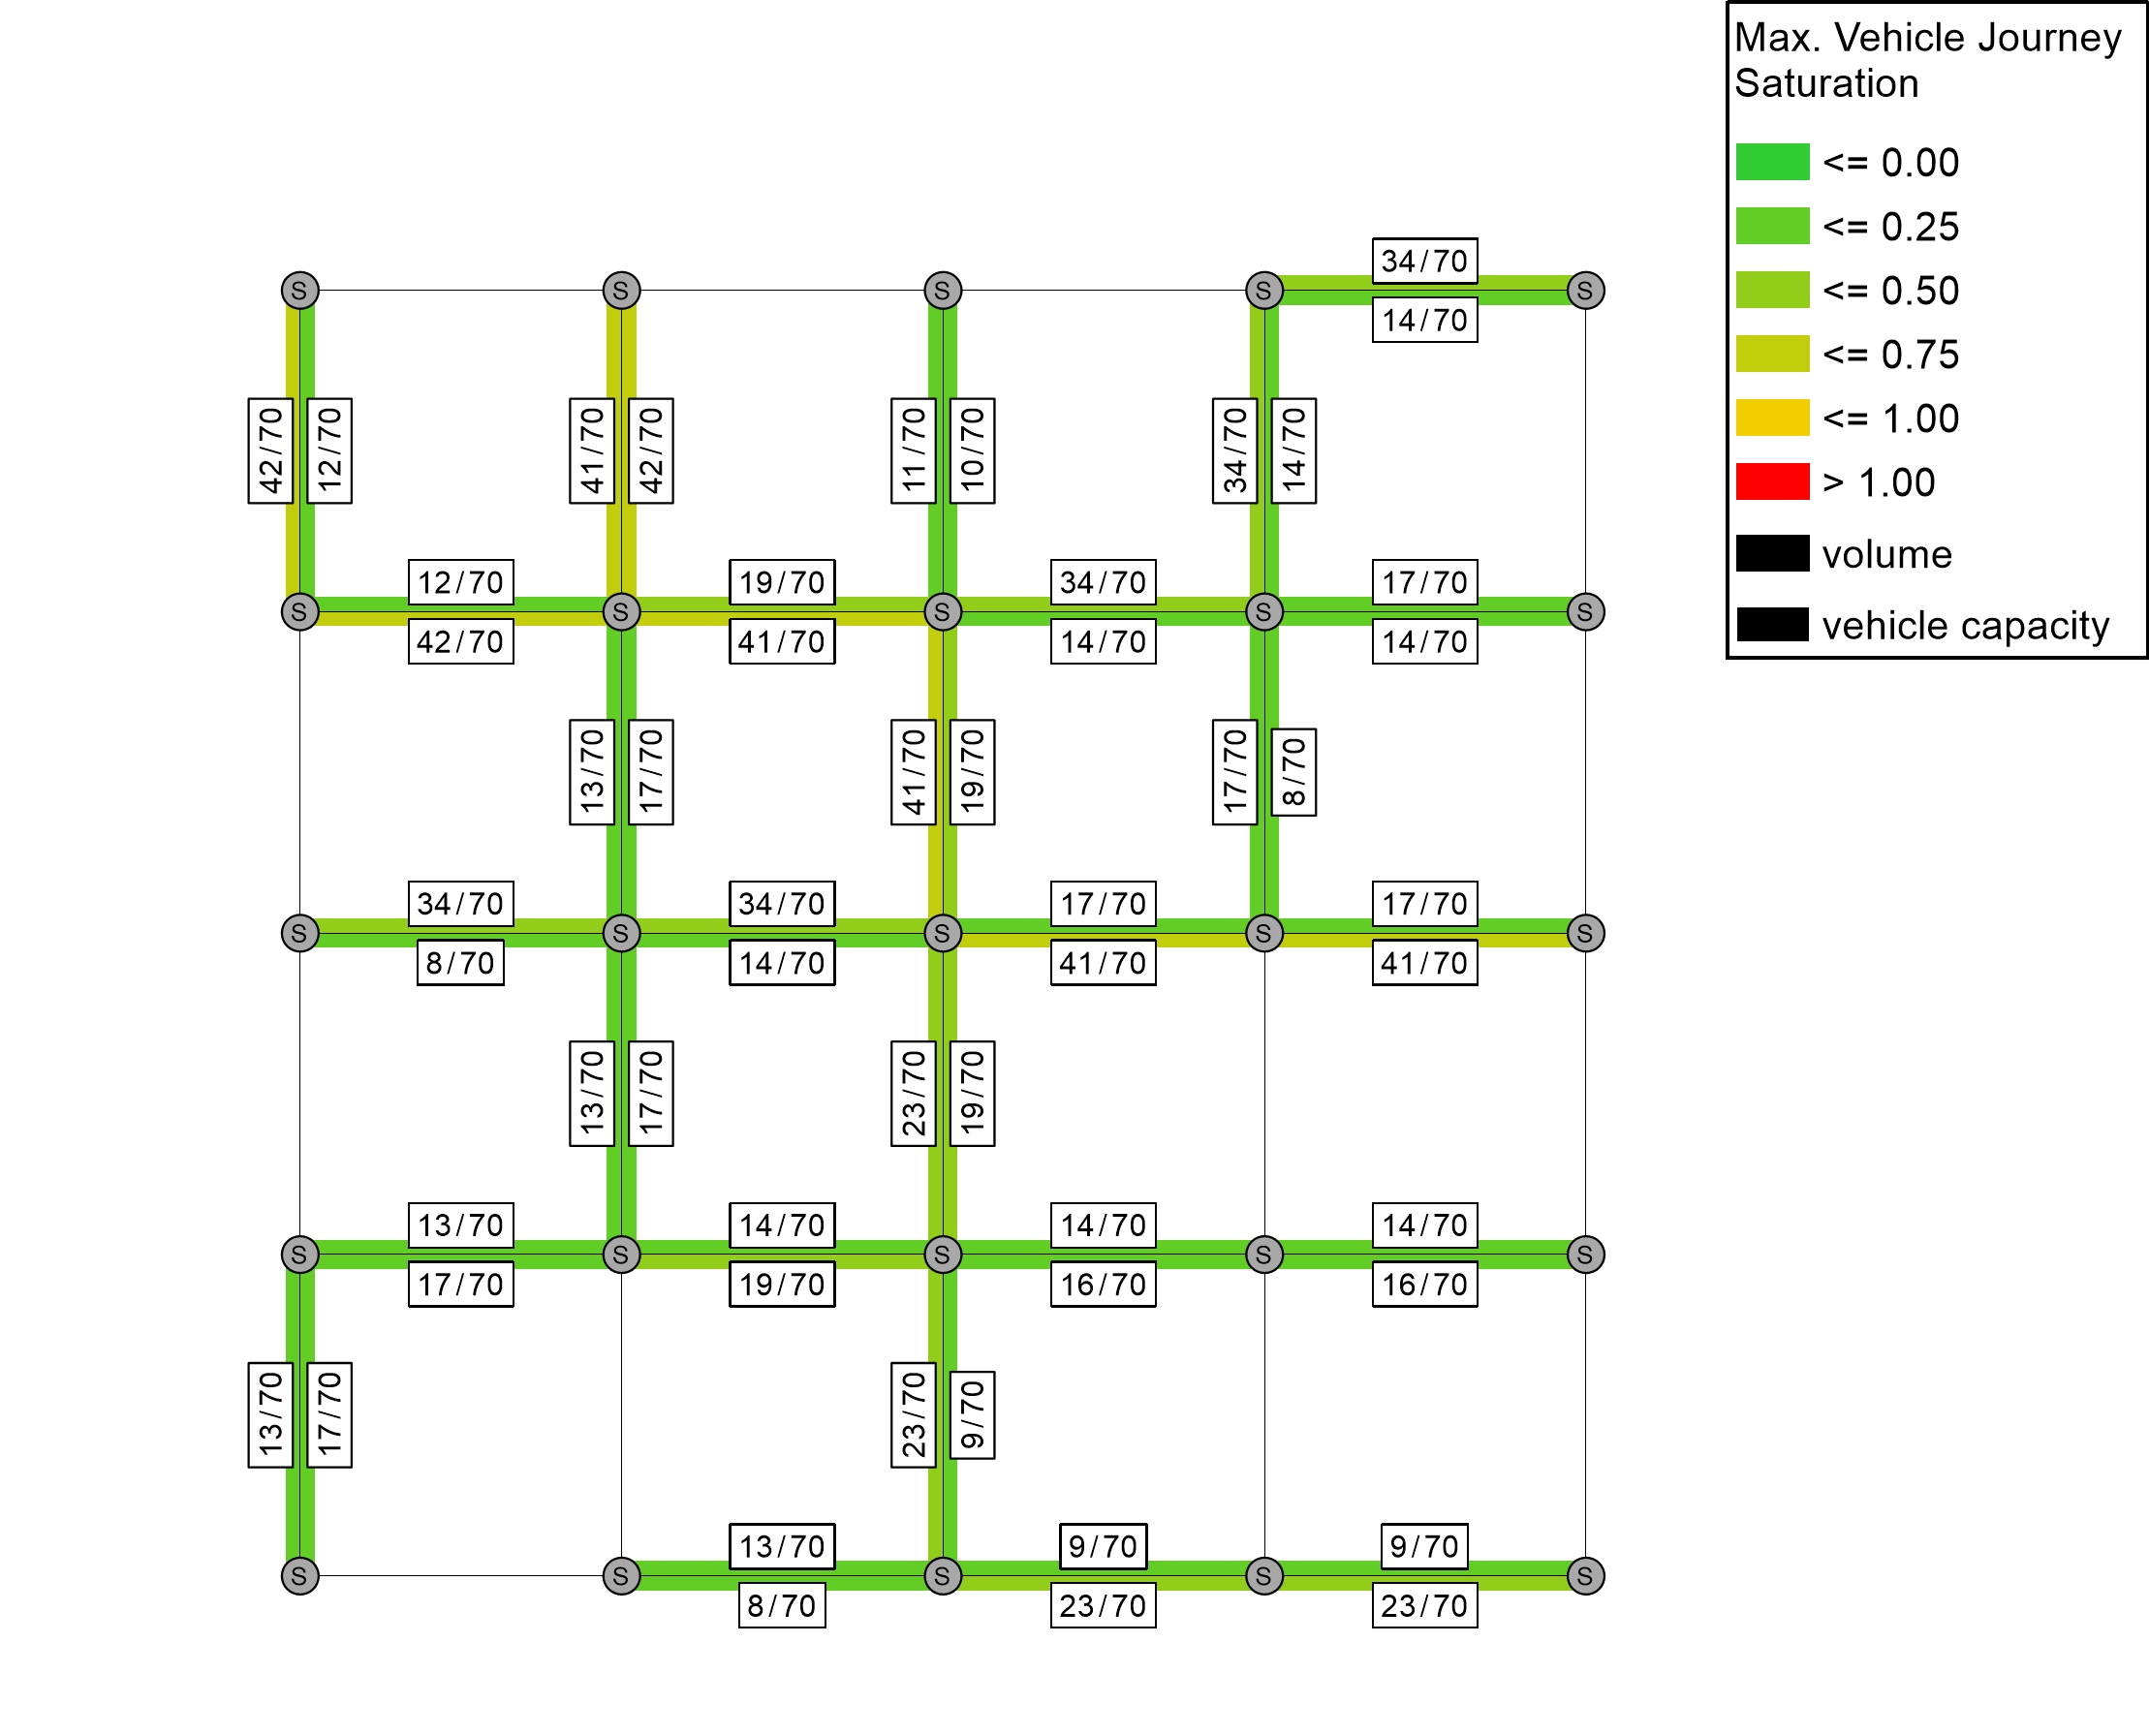 Max. Vehicle Journey
Saturation
<= 0.00
<= 0.25
<= 0.50
<= 0.75
<= 1.00
> 1.00
volume
vehicle capacity
34/70
S S S S S
14/70
42/70 12/70 41/70 42/70 11/70 10/70 34/70 14/70
12/70 19/70 34/70 17/70
S S S S S
42/70 41/70 14/70 14/70
13/70 17/70 41/70 19/70 17/70 8/70
34/70 34/70 17/70 17/70
S S S S S
8/70 14/70 41/70 41/70
13/70 17/70 23/70 19/70
13/70 14/70 14/70 14/70
S S S S S
17/70 19/70 16/70 16/70
13/70 17/70 23/70 9/70
13/70 9/70 9/70
S S S S S
8/70 23/70 23/70